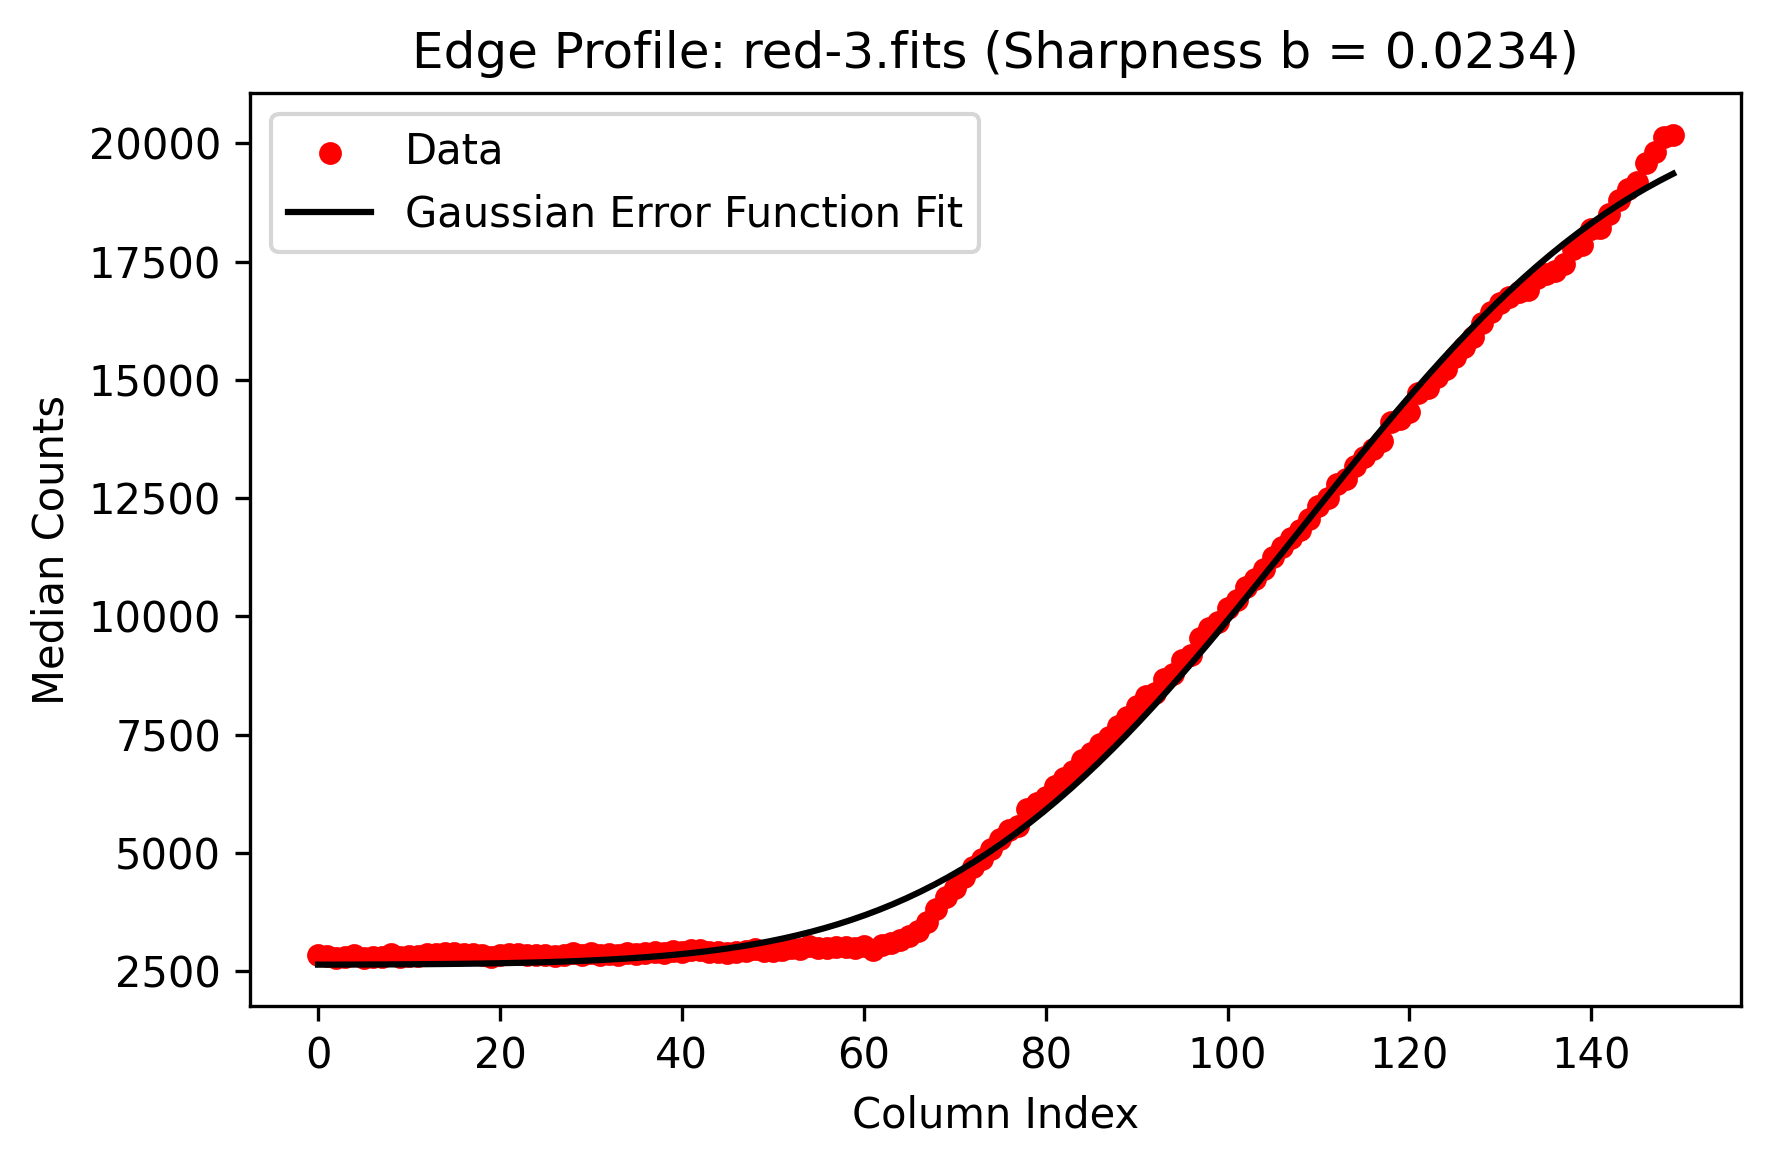 Edge Profile: red-3.fits (Sharpness b = 0.0234)
Data
Gaussian Error Function Fit
20000
17500
15000
12500
10000
7500
5000
2500
Median Counts
0 20 40 60 80 100 120 140
Column Index